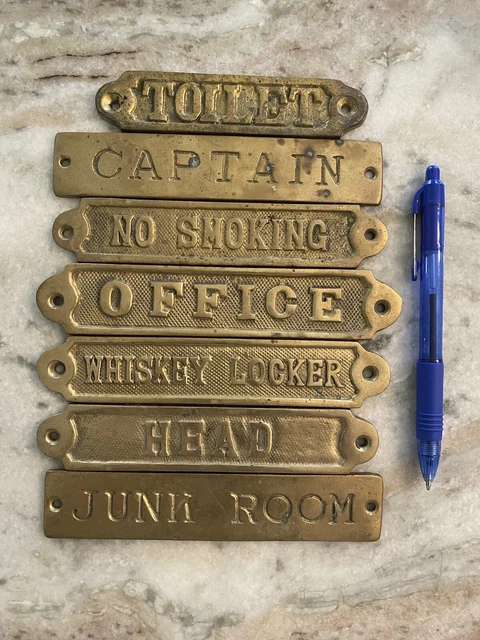 TOILET
CAPTAIN
NO SMOKING
OFFICE
WHISKEY LOCKER
HEAD
JUNK ROOM